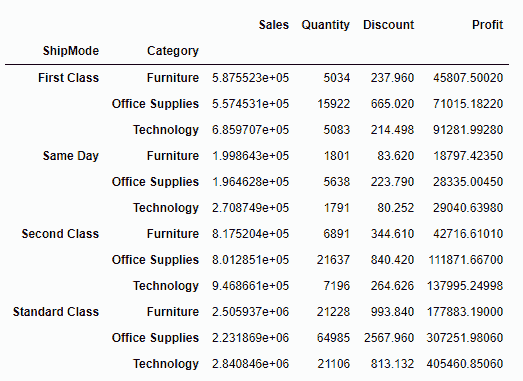 Sales Quantity Discount Profit
ShipMode Category
First Class Furniture 5.875523e+05 5034 237.960 45807.50020
Office Supplies 5.574531e+05 15922 665.020 71015.18220
Technology 6.859707e+05 5083 214.498 91281.99280
Same Day Furniture 1.998643e+05 1801 83.620 18797.42350
Office Supplies 1.964628e+05 5638 223.790 28335.00450
Technology 2.708749e+05 1791 80.252 29040.63980
Second Class Furniture 8.175204e+05 6891 344.610 42716.61010
Office Supplies 8.012851e+05 21637 840.420 111871.66700
Technology 9.468661e+05 7196 264.626 137995.24998
Standard Class Furniture 2.505937e+06 21228 993.840 177883.19000
Office Supplies 2.231869e+06 64985 2567.960 307251.98060
Technology 2.840846e+06 21106 813.132 405460.85060